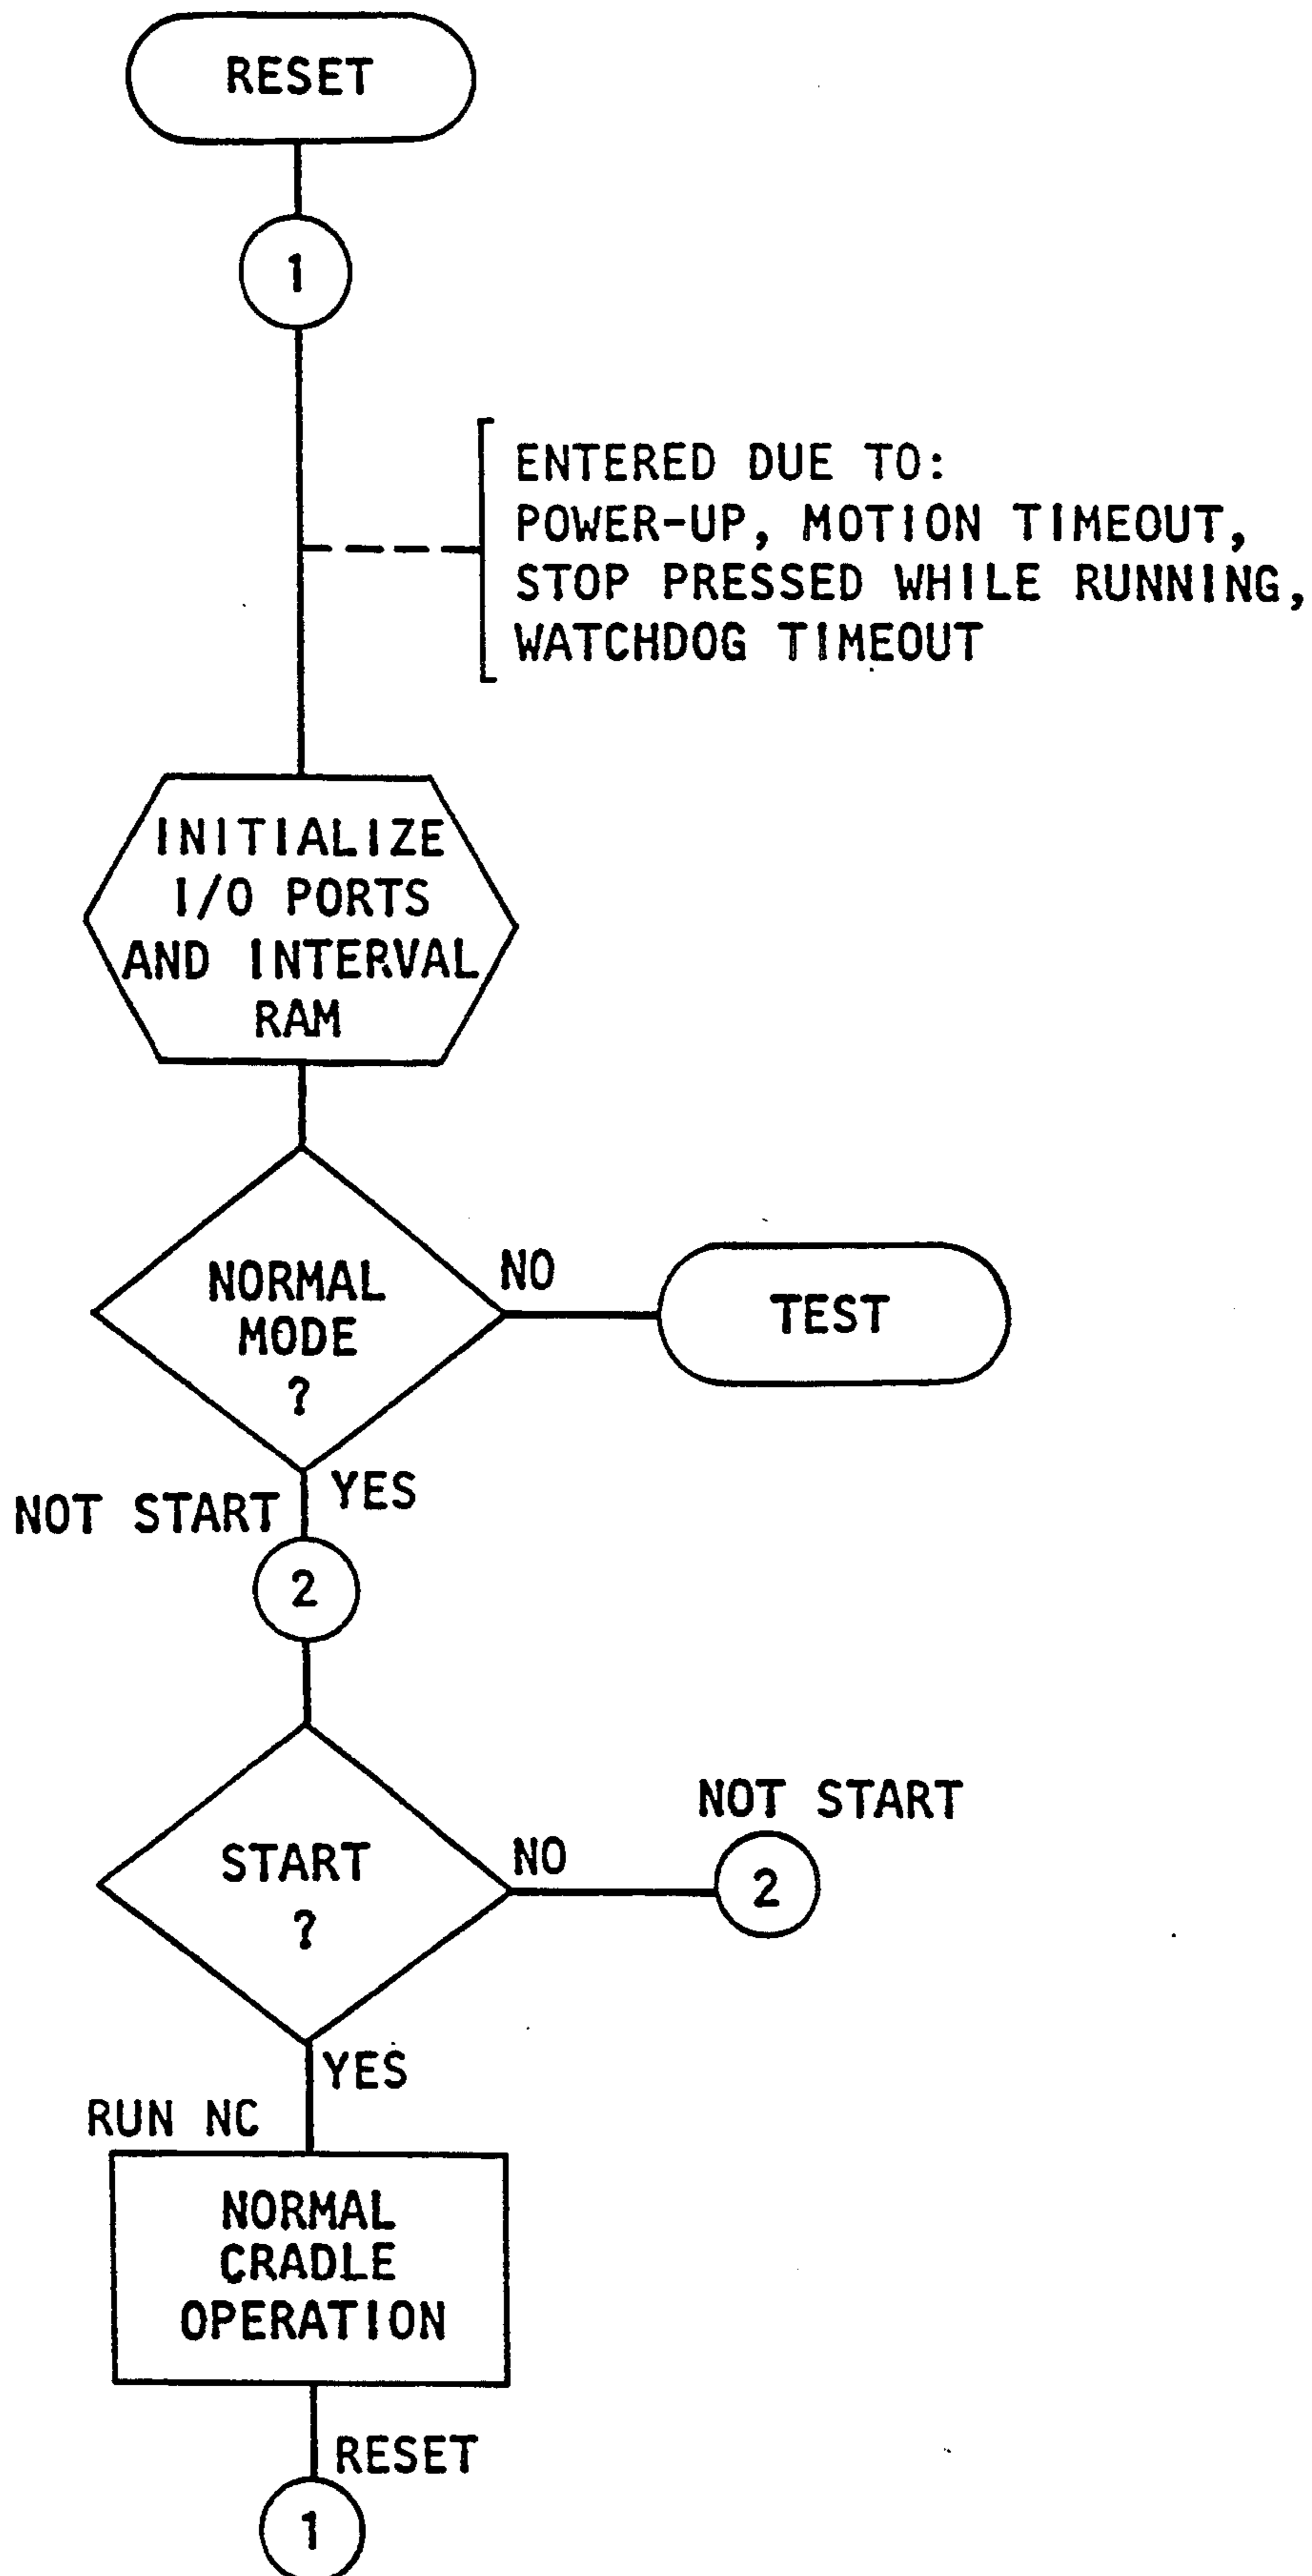 RESET
1
ENTERED DUE TO:
POWER-UP, MOTION TIMEOUT,
STOP PRESSED WHILE RUNNING,
WATCHDOG TIMEOUT
INITIALIZE
I/O PORTS
AND INTERVAL
RAM
NORMAL
MODE
?
NO
TEST
YES
NOT START
2
START
?
NO
NOT START
2
YES
RUN NC
NORMAL
CRADLE
OPERATION
RESET
1